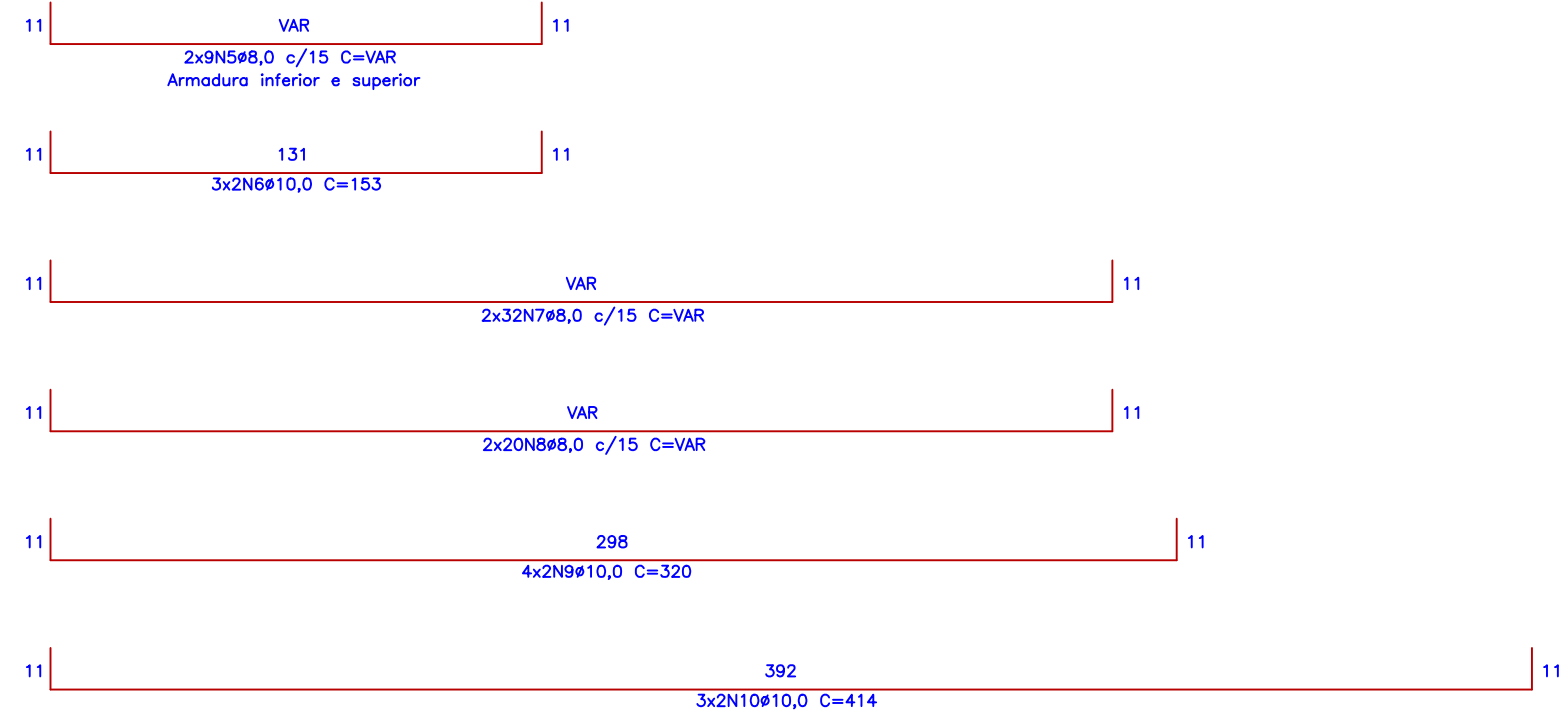 11 VAR 11
2x9N5ø8,0 c/15 C=VAR
Armadura inferior e superior
11 131 11
3x2N6ø10,0 C=153
11 VAR 11
2x32N7ø8,0 c/15 C=VAR
11 VAR 11
2x20N8ø8,0 c/15 C=VAR
11 298 11
4x2N9ø10,0 C=320
11 392 11
3x2N10ø10,0 C=414